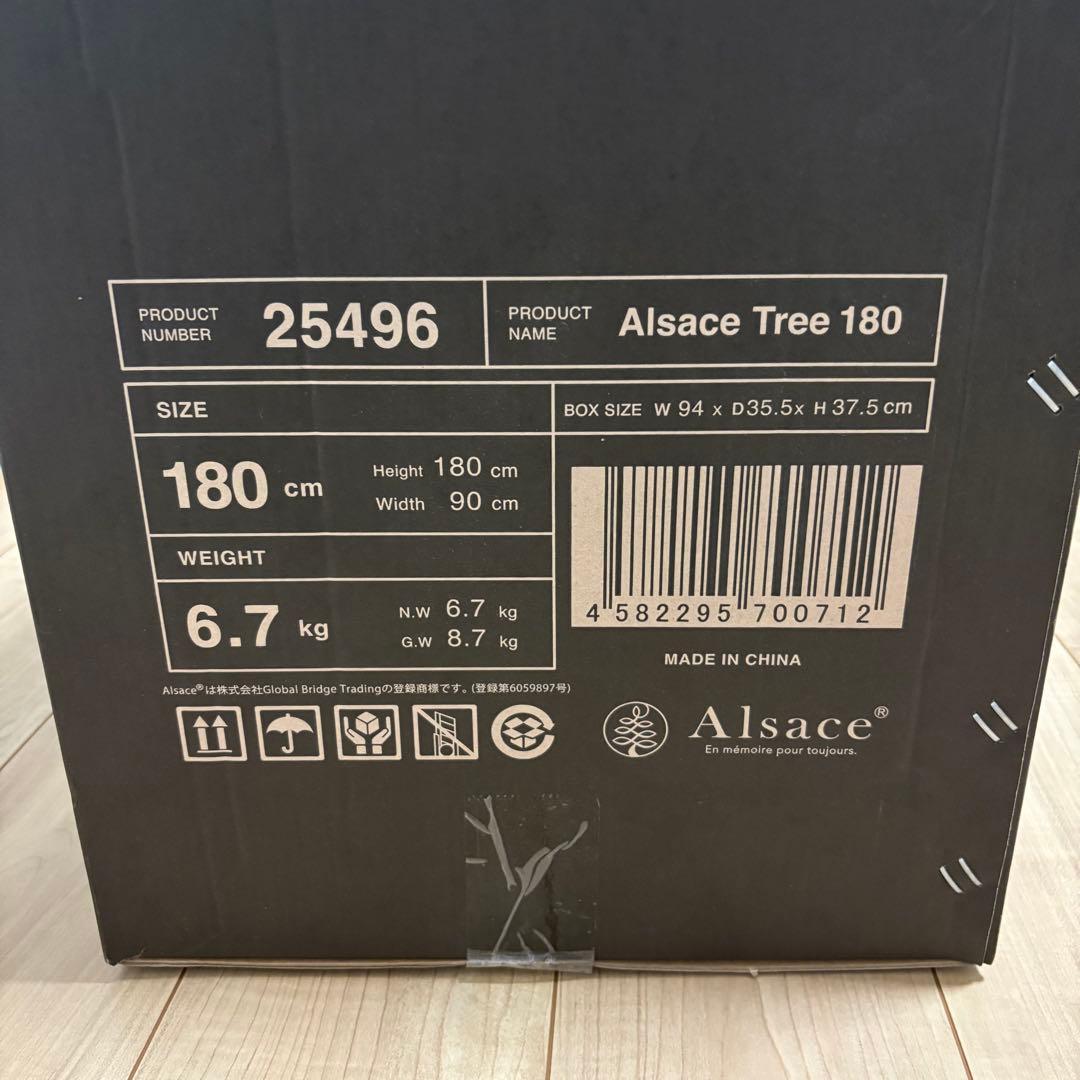 PRODUCT NUMBER 25496
PRODUCT NAME Alsace Tree 180
SIZE
BOX SIZE W 94 x D35.5x H 37.5 cm
180 cm
Height 180 cm
Width 90 cm
WEIGHT
6.7 kg
N.W 6.7 kg
G.W 8.7 kg
4 582295 700712
MADE IN CHINA
Alsace®は株式会社Global Bridge Tradingの登録商標です。(登録第6059897号)
Alsace®
En mémoire pour toujours.